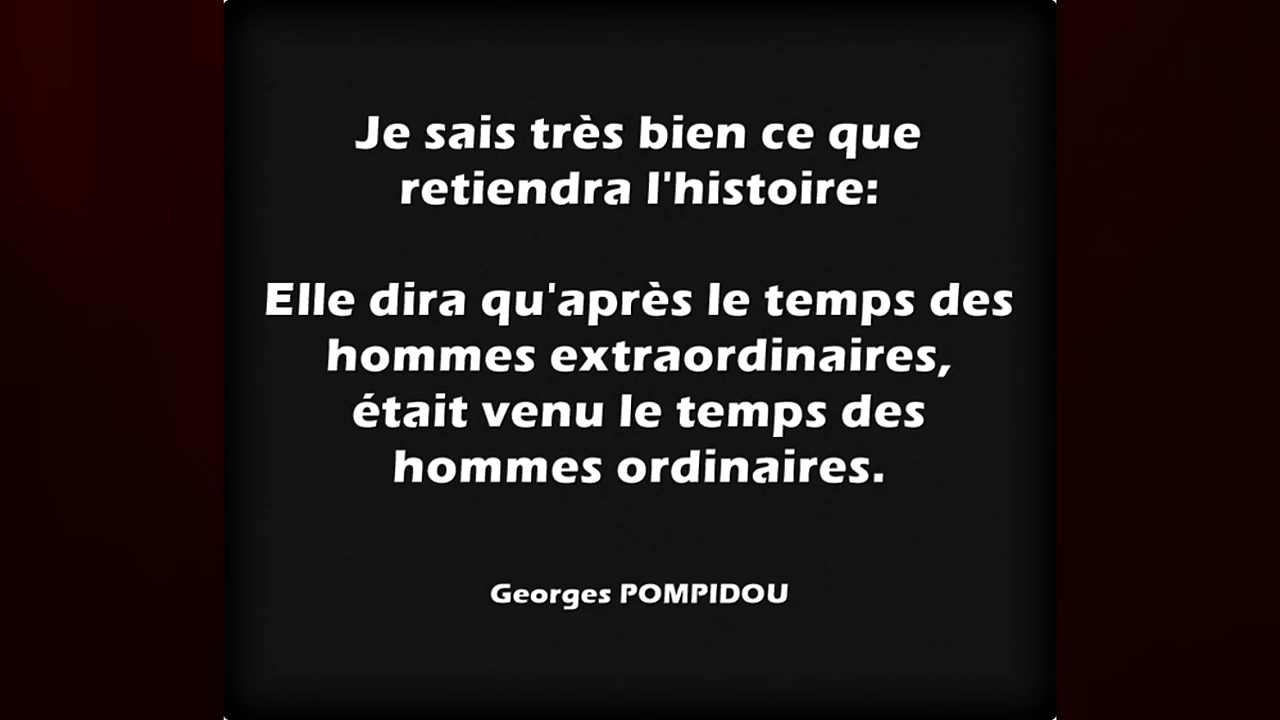 Je sais très bien ce que
retiendra l'histoire:
Elle dira qu'après le temps des
hommes extraordinaires,
était venu le temps des
hommes ordinaires.
Georges POMPIDOU